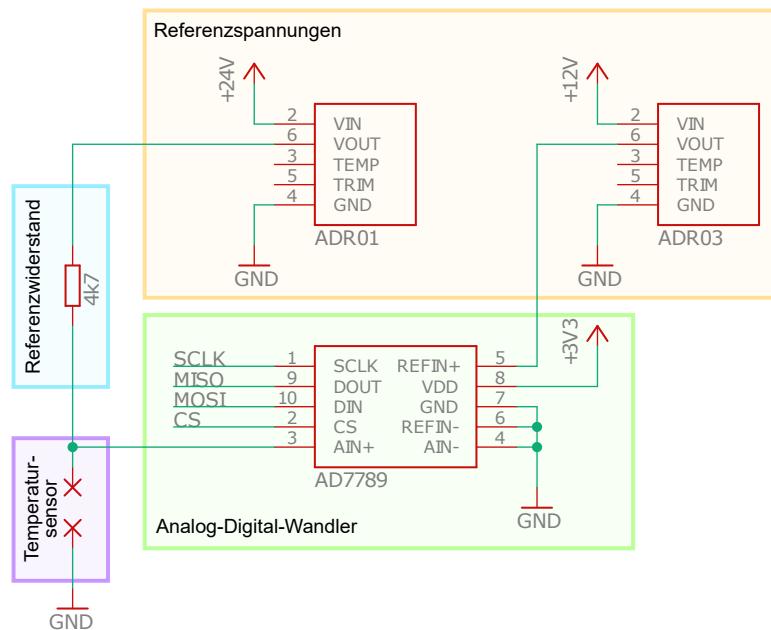 Referenzspannungen
+24V
2 VIN
6 VOUT
3 TEMP
5 TRIM
4 GND
ADR01
GND
+12V
2 VIN
6 VOUT
3 TEMP
5 TRIM
4 GND
ADR03
GND
Referenzwiderstand
4k7
+3V3
SCLK 1 SCLK REFIN+ 5
MISO 9 DOUT VDD 8
MOSI 10 DIN GND 7
CS 2 CS REFIN- 6
3 AIN+ AIN- 4
AD7789
GND
Analog-Digital-Wandler
Temperatur-
sensor
GND